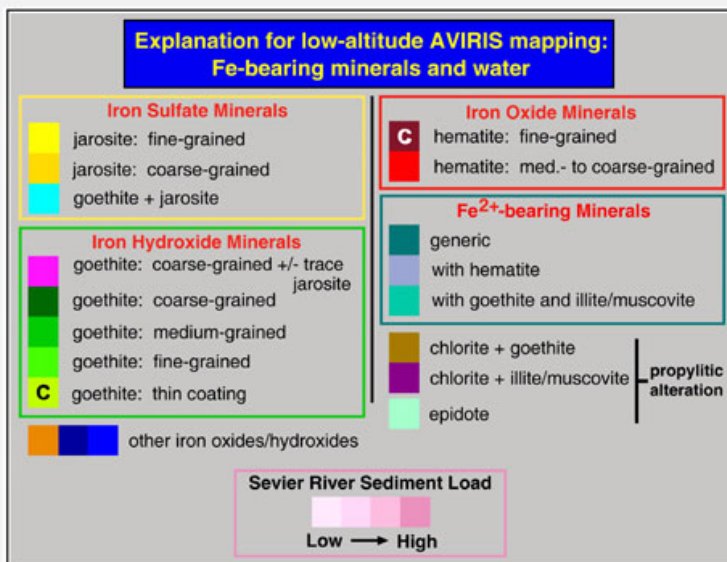 Explanation for low-altitude AVIRIS mapping:
Fe-bearing minerals and water
Iron Sulfate Minerals
jarosite: fine-grained
jarosite: coarse-grained
goethite + jarosite
Iron Hydroxide Minerals
goethite: coarse-grained +/- trace
jarosite
goethite: coarse-grained
goethite: medium-grained
goethite: fine-grained
C goethite: thin coating
other iron oxides/hydroxides
Iron Oxide Minerals
C hematite: fine-grained
hematite: med.- to coarse-grained
Fe2+-bearing Minerals
generic
with hematite
with goethite and illite/muscovite
chlorite + goethite
chlorite + illite/muscovite
epidote
propylitic
alteration
Sevier River Sediment Load
Low High